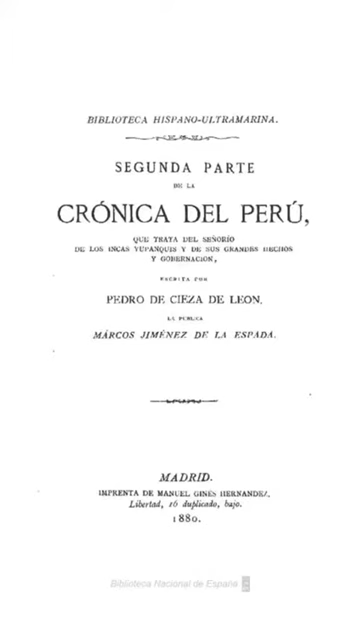 BIBLIOTECA HISPANO-ULTRAMARINA.
SEGUNDA PARTE
DE LA
CRÓNICA DEL PERÚ,
QUE TRATA DEL SEÑORÍO
DE LOS INCAS YUPANQUIS Y DE SUS GRANDES HECHOS
Y GOBERNACION,
ESCRITA POR
PEDRO DE CIEZA DE LEON.
LA PUBLICA
MÁRCOS JIMÉNEZ DE LA ESPADA.
MADRID.
IMPRENTA DE MANUEL GINÉS HERNANDEZ,
Libertad, 16 duplicado, bajo.
1880.
Biblioteca Nacional de España